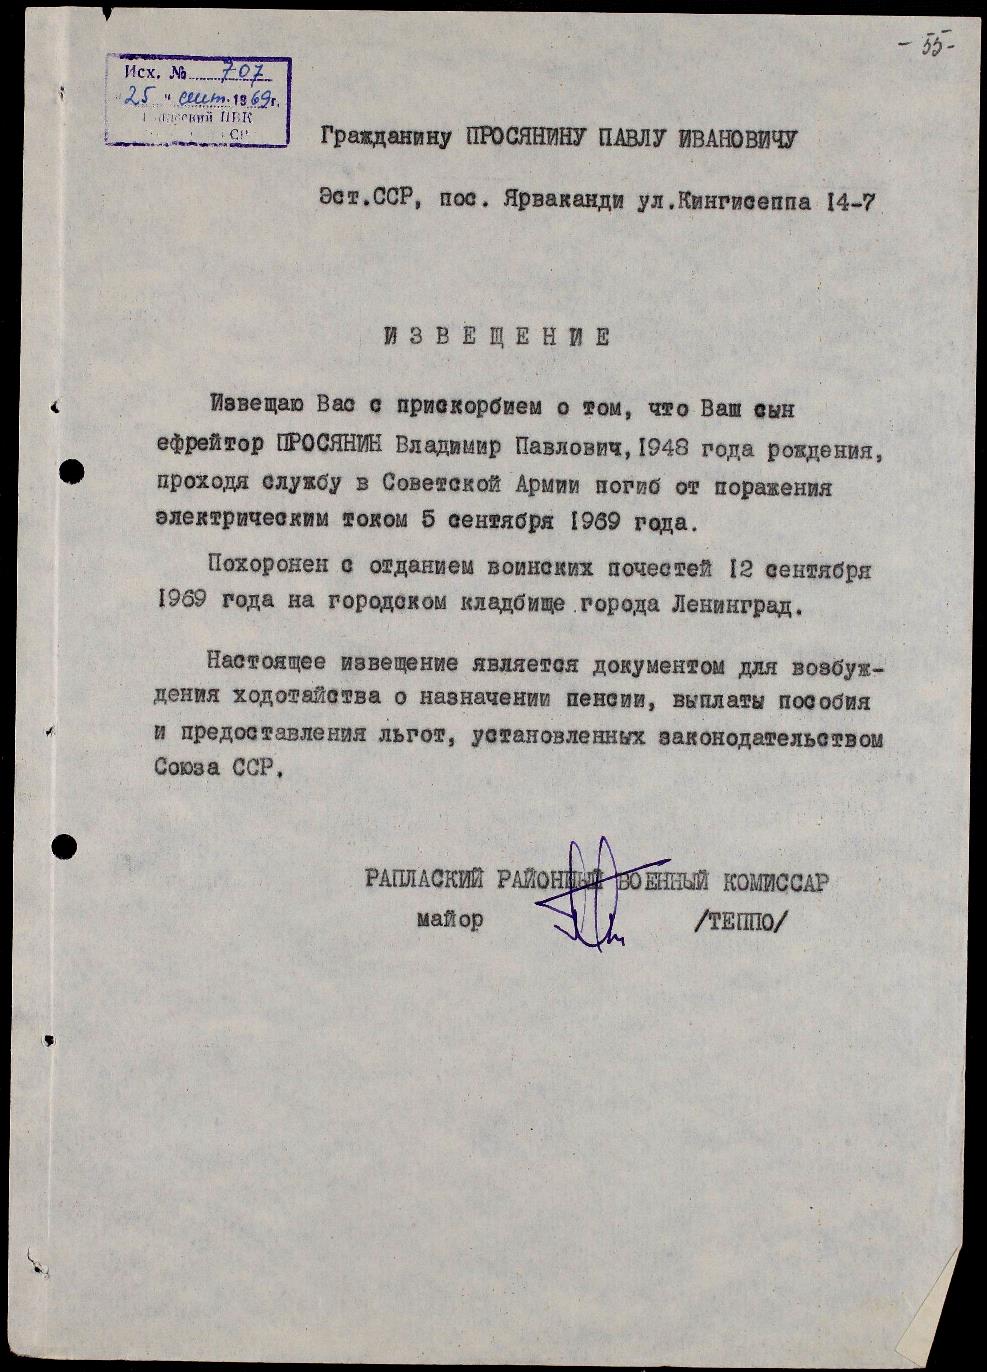 - 55-
Исх. № 707
"25" сент. 1969г.
ский
СР
Гражданину ПРОСЯНИНУ ПАВЛУ ИВАНОВИЧУ
Эст.ССР, пос. Ярваканди ул.Кингисеппа 14-7
ИЗВЕЩЕНИЕ
Извещаю Вас с прискорбием о том, что Ваш сын
ефрейтор ПРОСЯНИН Владимир Павлович, 1948 года рождения,
проходя службу в Советской Армии погиб от поражения
электрическим током 5 сентября 1969 года.
Похоронен с отданием воинских почестей 12 сентября
1969 года на городском кладбище города Ленинград.
Настоящее извещение является документом для возбуж-
дения ходотайства о назначении пенсии, выплаты пособия
и предоставления льгот, установленных законодательством
Союза ССР.
РАПЛАСКИЙ РАЙОННЫЙ ВОЕННЫЙ КОМИССАР
майор /ТЕППО/